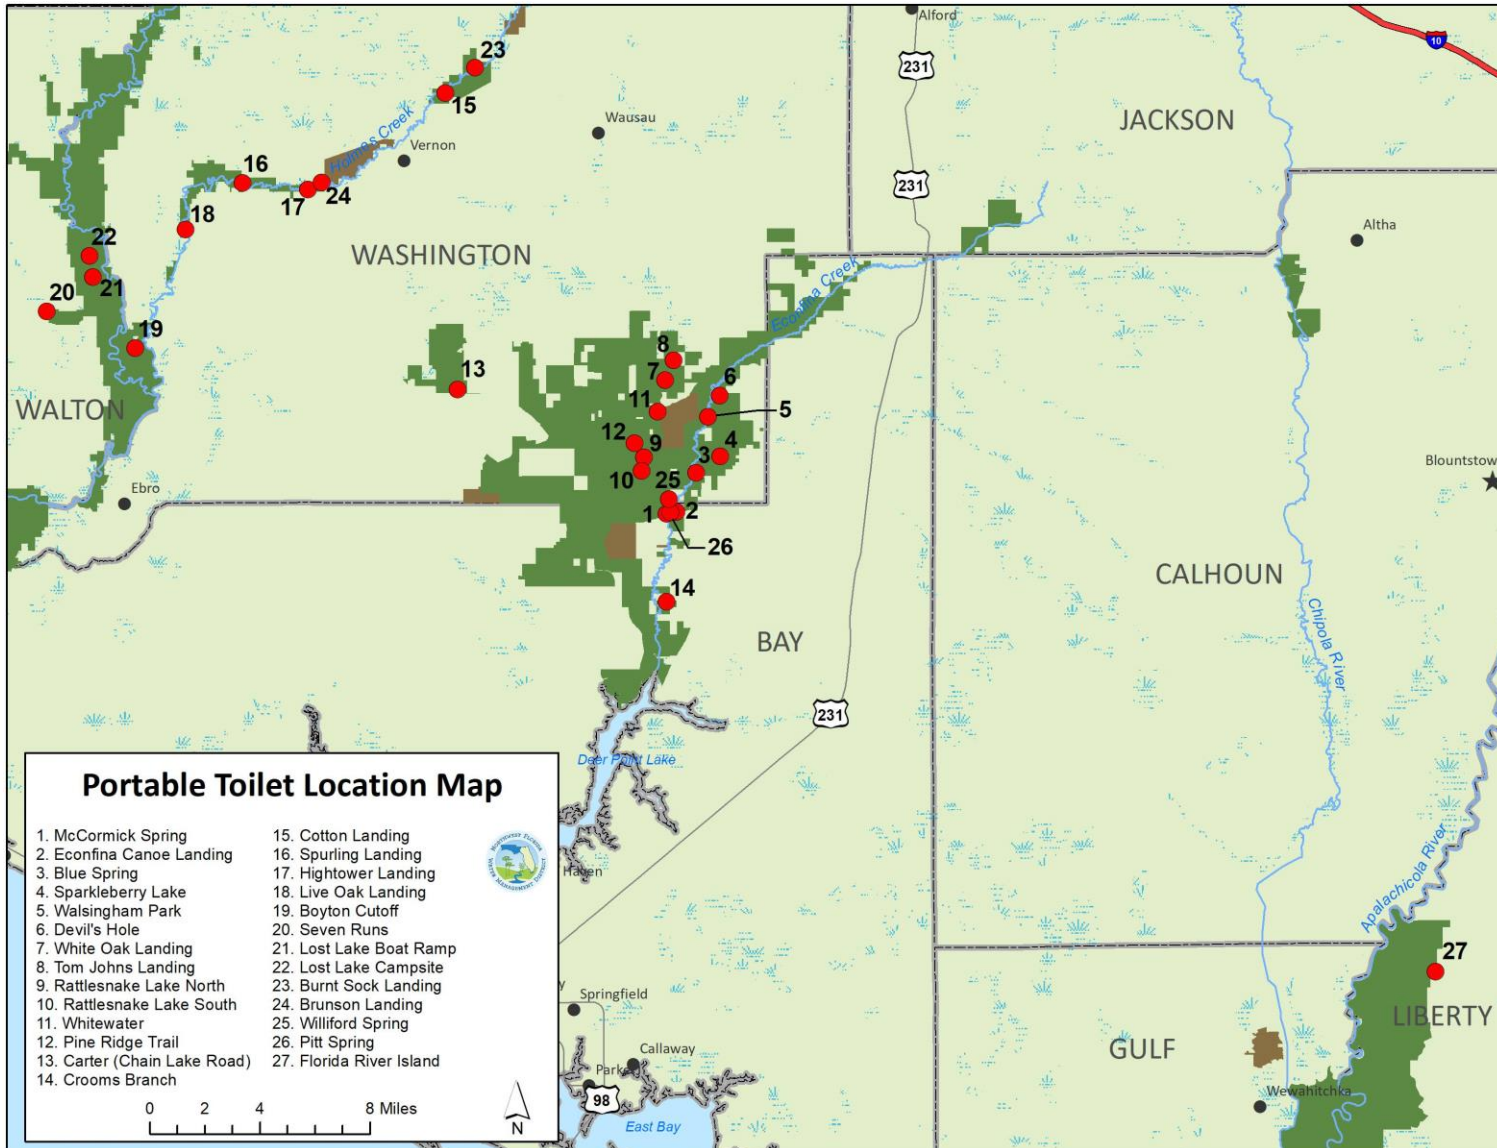 Alford
10
231
23
15
Wausau
JACKSON
Holmes Creek
Vernon
16
17
24
231
18
Altha
22
WASHINGTON
21
20
Econfina Creek
19
8
7
13
6
WALTON
11
5
12
9
4
3
10
25
Blountstow
Ebro
1
2
26
CALHOUN
14
Chipola River
BAY
231
Deer Point Lake
Portable Toilet Location Map
1. McCormick Spring
2. Econfina Canoe Landing
3. Blue Spring
4. Sparkleberry Lake
5. Walsingham Park
6. Devil's Hole
7. White Oak Landing
8. Tom Johns Landing
9. Rattlesnake Lake North
10. Rattlesnake Lake South
11. Whitewater
12. Pine Ridge Trail
13. Carter (Chain Lake Road)
14. Crooms Branch
15. Cotton Landing
16. Spurling Landing
17. Hightower Landing
18. Live Oak Landing
19. Boyton Cutoff
20. Seven Runs
21. Lost Lake Boat Ramp
22. Lost Lake Campsite
23. Burnt Sock Landing
24. Brunson Landing
25. Williford Spring
26. Pitt Spring
27. Florida River Island
NORTHWEST FLORIDA
WATER MANAGEMENT DISTRICT
0 2 4 8 Miles
N
Haven
y
Springfield
Callaway
Parke
98
East Bay
Apalachicola River
27
LIBERTY
GULF
Wewahitchka